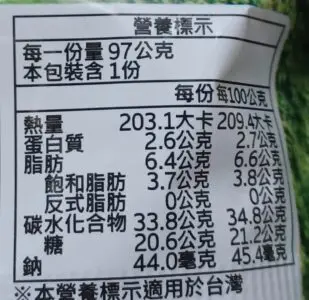 營養標示
每一份量 97公克
本包裝含 1份
每份 每100公克
熱量 203.1大卡 209.4大卡
蛋白質 2.6公克 2.7公克
脂肪 6.4公克 6.6公克
飽和脂肪 3.7公克 3.8公克
反式脂肪 0公克 0公克
碳水化合物 33.8公克 34.8公克
糖 20.6公克 21.2公克
鈉 44.0毫克 45.4毫克
※本營養標示適用於台灣